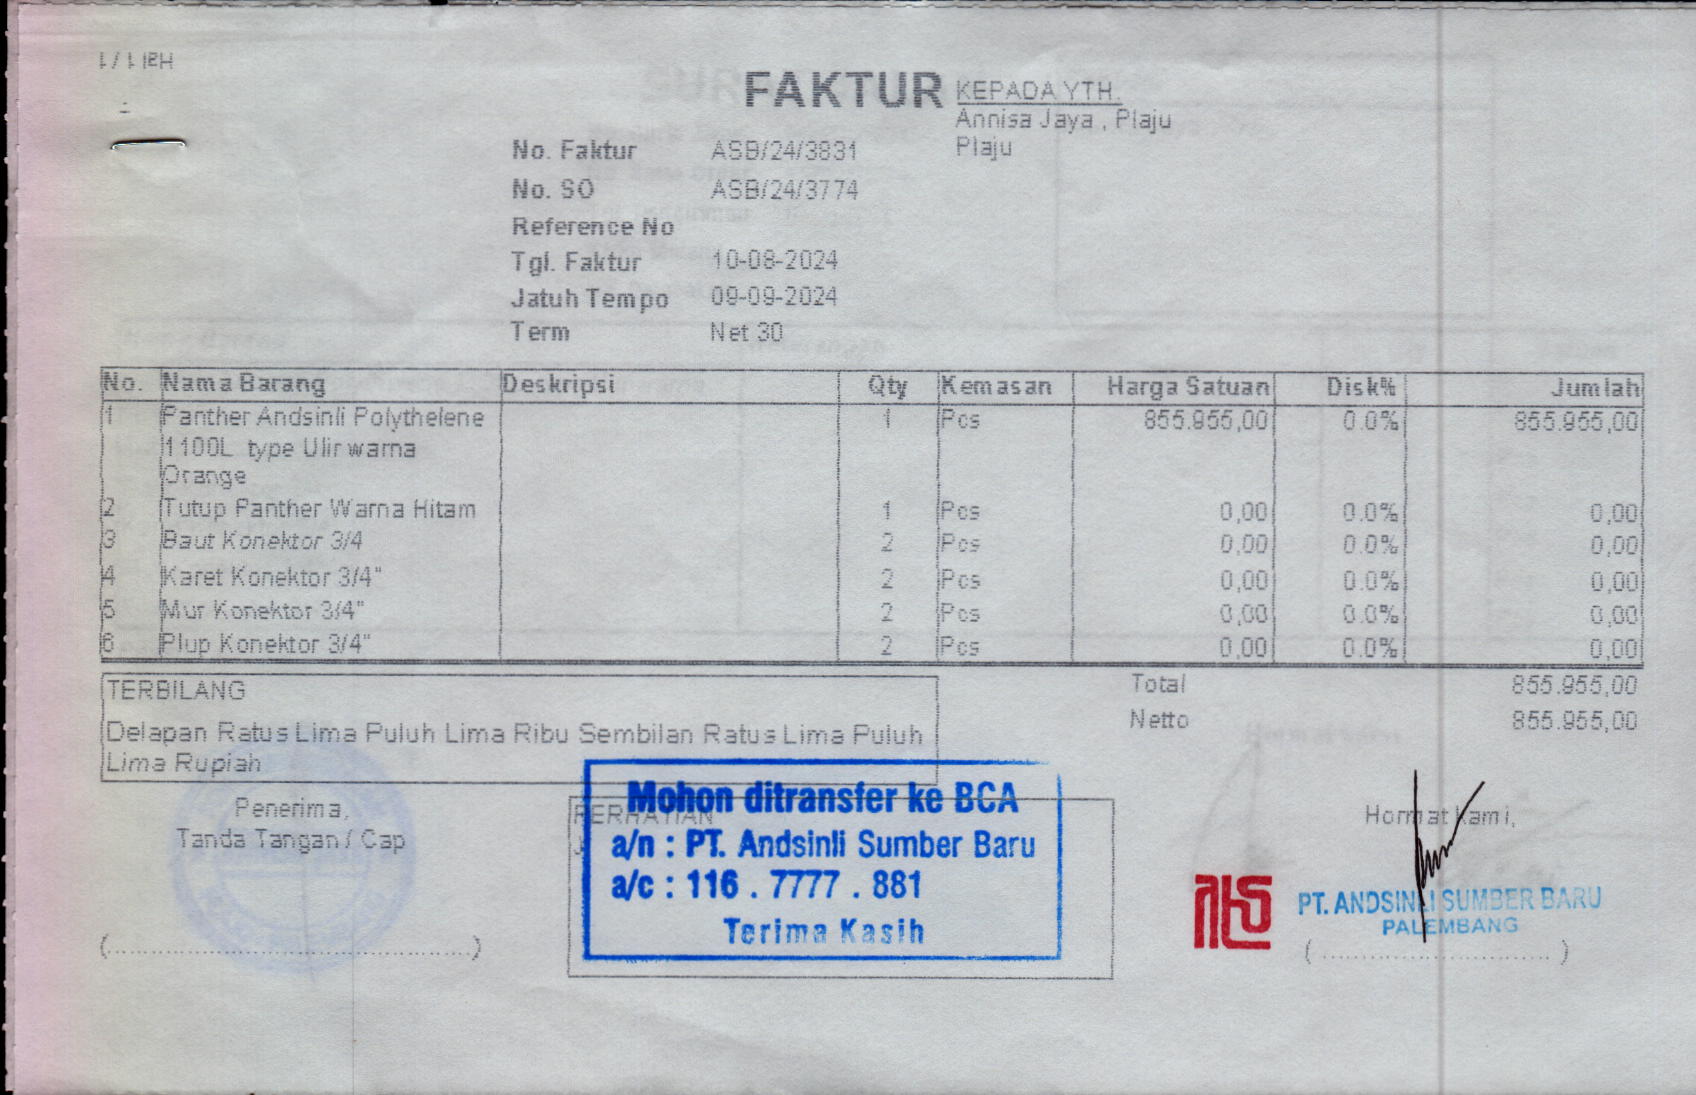 Hal 1 / 1
FAKTUR
KEPADA YTH.
Annisa Jaya , Plaju
Plaju
No. Faktur ASB/24/3831
No. SO ASB/24/3774
Reference No
Tgl. Faktur 10-08-2024
Jatuh Tempo 09-09-2024
Term Net 30
No. Nama Barang Deskripsi Qty Kemasan Harga Satuan Disk% Jumlah
1 Panther Andsinli Polythelene 1 Pcs 855.955,00 0.0% 855.955,00
1100L type Ulir warna
Orange
2 Tutup Panther Warna Hitam 1 Pcs 0,00 0.0% 0,00
3 Baut Konektor 3/4 2 Pcs 0,00 0.0% 0,00
4 Karet Konektor 3/4" 2 Pcs 0,00 0.0% 0,00
5 Mur Konektor 3/4" 2 Pcs 0,00 0.0% 0,00
6 Plup Konektor 3/4" 2 Pcs 0,00 0.0% 0,00
TERBILANG
Delapan Ratus Lima Puluh Lima Ribu Sembilan Ratus Lima Puluh
Lima Rupiah
Total 855.955,00
Netto 855.955,00
Penerima,
Tanda Tangan / Cap
(........................................................)
PERHATIAN
Mohon ditransfer ke BCA
a/n : PT. Andsinli Sumber Baru
a/c : 116 . 7777 . 881
Terima Kasih
Hormat Kami,
PT. ANDSINLI SUMBER BARU
PALEMBANG
( ................................... )